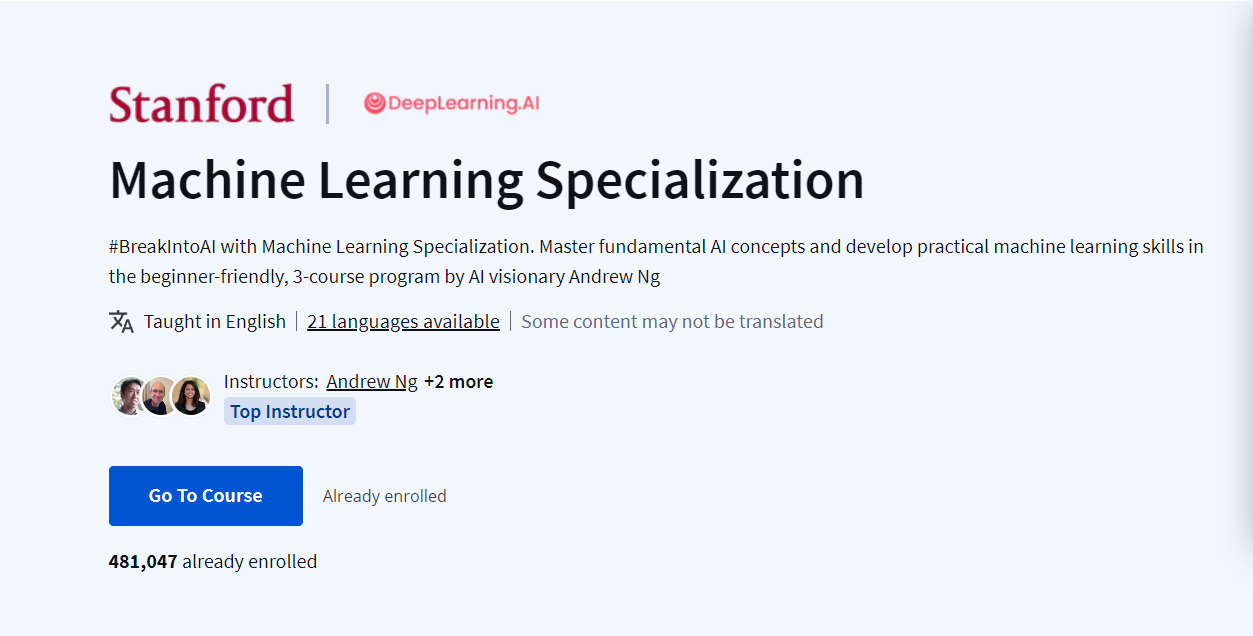 Stanford
DeepLearning.AI
Machine Learning Specialization
#BreakIntoAI with Machine Learning Specialization. Master fundamental AI concepts and develop practical machine learning skills in
the beginner-friendly, 3-course program by AI visionary Andrew Ng
Taught in English | 21 languages available | Some content may not be translated
Instructors: Andrew Ng +2 more
Top Instructor
Go To Course Already enrolled
481,047 already enrolled